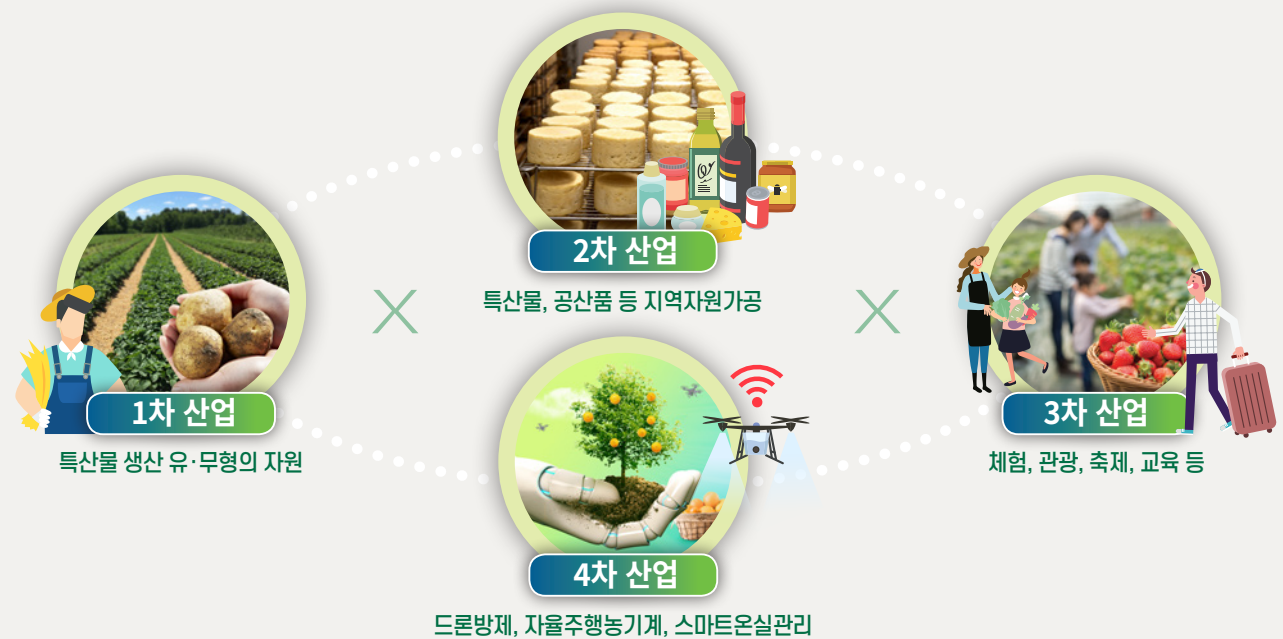 2차 산업
특산물, 공산품 등 지역자원가공
1차 산업
특산물 생산 유·무형의 자원
3차 산업
체험, 관광, 축제, 교육 등
4차 산업
드론방제, 자율주행농기계, 스마트온실관리